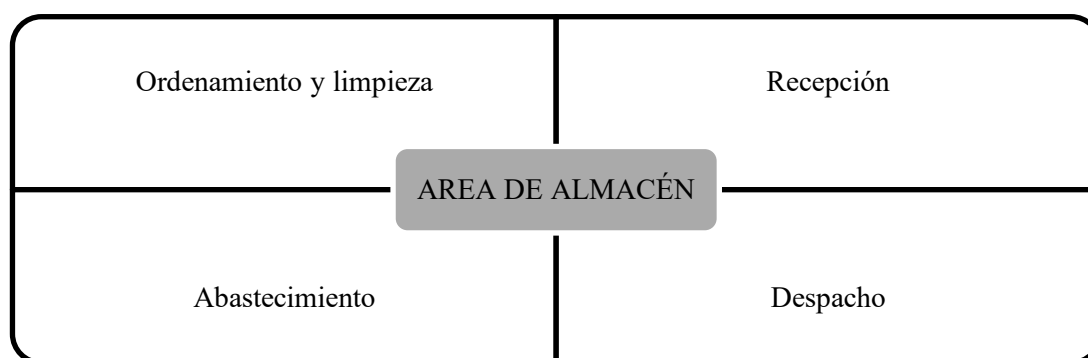 Ordenamiento y limpieza
Recepción
AREA DE ALMACÉN
Abastecimiento
Despacho